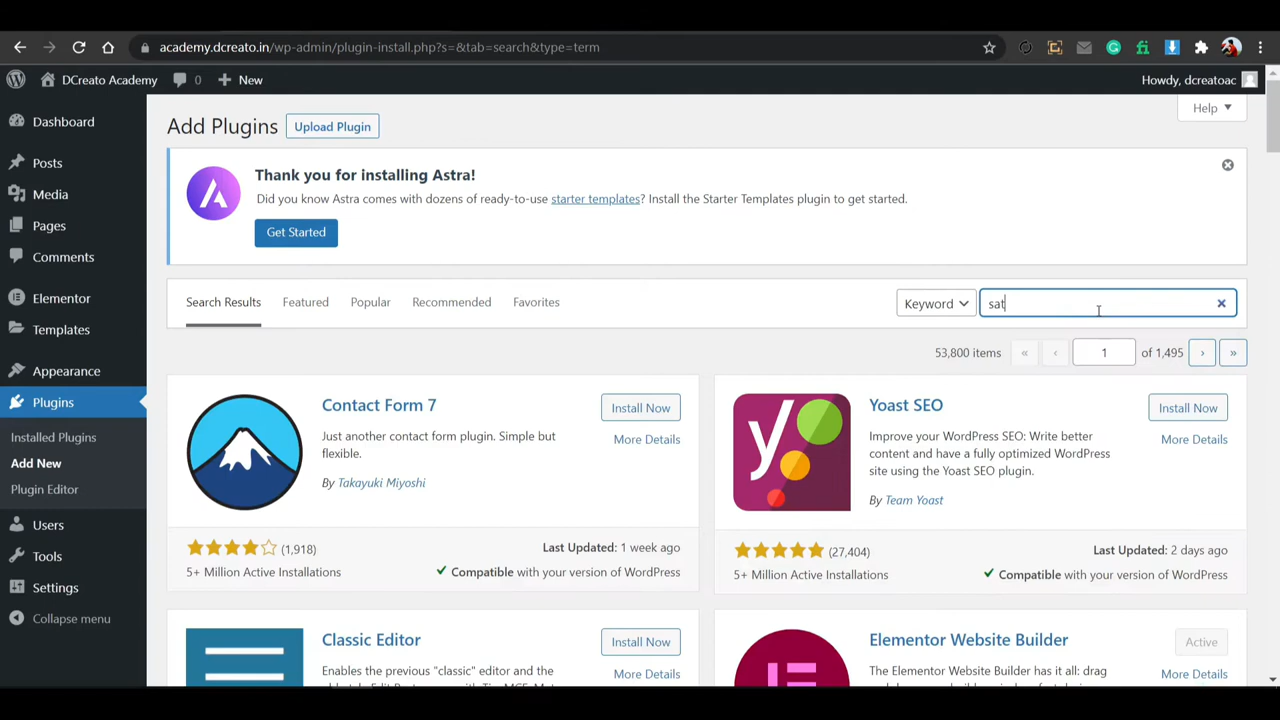 academy.dcreato.in/wp-admin/plugin-install.php?s=&tab=search&type=term
DCreato Academy 0 New Howdy, dcreatoac
Dashboard
Posts
Media
Pages
Comments
Elementor
Templates
Appearance
Plugins
Installed Plugins
Add New
Plugin Editor
Users
Tools
Settings
Collapse menu
Help
Add Plugins Upload Plugin
Thank you for installing Astra!
Did you know Astra comes with dozens of ready-to-use starter templates? Install the Starter Templates plugin to get started.
Get Started
Search Results Featured Popular Recommended Favorites Keyword sat
53,800 items « ‹ 1 of 1,495 › »
Contact Form 7
Install Now
More Details
Just another contact form plugin. Simple but
flexible.
By Takayuki Miyoshi
(1,918)
5+ Million Active Installations
Last Updated: 1 week ago
Compatible with your version of WordPress
Yoast SEO
Install Now
More Details
Improve your WordPress SEO: Write better
content and have a fully optimized WordPress
site using the Yoast SEO plugin.
By Team Yoast
(27,404)
5+ Million Active Installations
Last Updated: 2 days ago
Compatible with your version of WordPress
Classic Editor
Install Now
More Details
Enables the previous "classic" editor and the
Elementor Website Builder
Active
More Details
The Elementor Website Builder has it all: drag